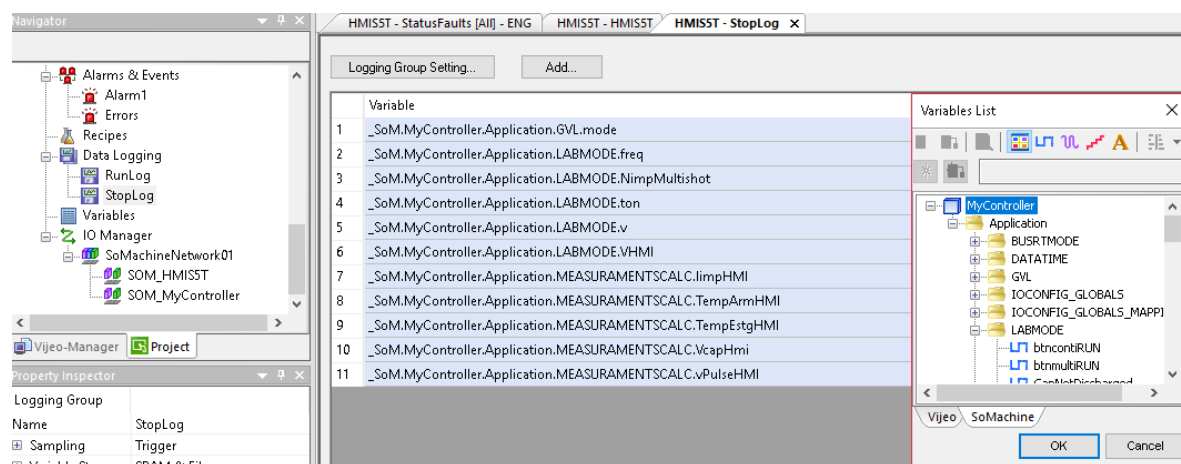 Navigator
HMIS5T - StatusFaults [All] - ENG
HMIS5T - HMIS5T
HMIS5T - StopLog
Logging Group Setting...
Add...
Alarms & Events
Alarm1
Errors
Recipes
Data Logging
RunLog
StopLog
Variables
IO Manager
SoMachineNetwork01
SOM_HMIS5T
SOM_MyController
Vijeo-Manager
Project
Property Inspector
Logging Group
Name StopLog
Sampling Trigger
Variable
1 _SoM.MyController.Application.GVL.mode
2 _SoM.MyController.Application.LABMODE.freq
3 _SoM.MyController.Application.LABMODE.NimpMultishot
4 _SoM.MyController.Application.LABMODE.ton
5 _SoM.MyController.Application.LABMODE.v
6 _SoM.MyController.Application.LABMODE.VHMI
7 _SoM.MyController.Application.MEASURAMENTSCALC.IimpHMI
8 _SoM.MyController.Application.MEASURAMENTSCALC.TempArmHMI
9 _SoM.MyController.Application.MEASURAMENTSCALC.TempEstgHMI
10 _SoM.MyController.Application.MEASURAMENTSCALC.VcapHmi
11 _SoM.MyController.Application.MEASURAMENTSCALC.vPulseHMI
Variables List
A
MyController
Application
BUSRTMODE
DATATIME
GVL
IOCONFIG_GLOBALS
IOCONFIG_GLOBALS_MAPPI
LABMODE
btncontiRUN
btnmultiRUN
CapNotDischarged
Vijeo
SoMachine
OK
Cancel